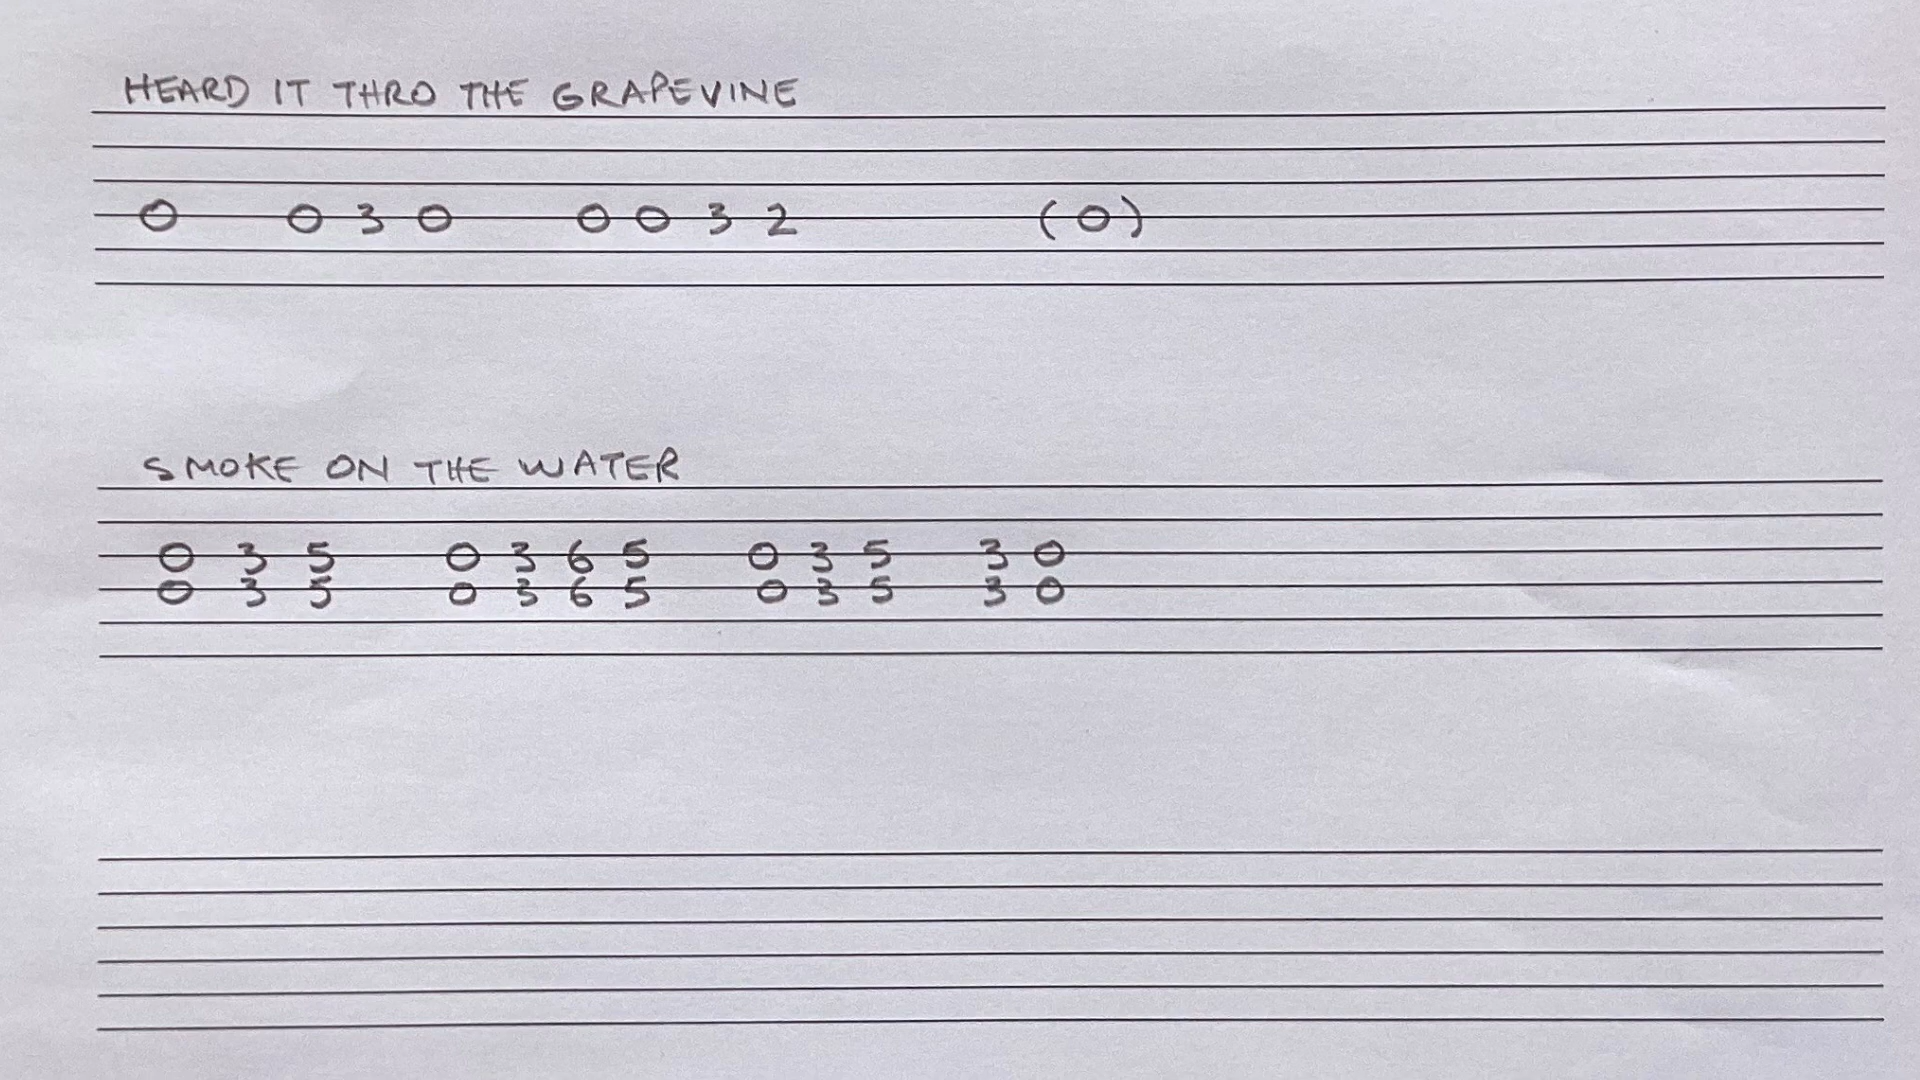 HEARD IT THRO THE GRAPEVINE
0 0 3 0 0 0 3 2 (0)
SMOKE ON THE WATER
0 3 5 0 3 6 5 0 3 5 3 0
0 3 5 0 3 6 5 0 3 5 3 0